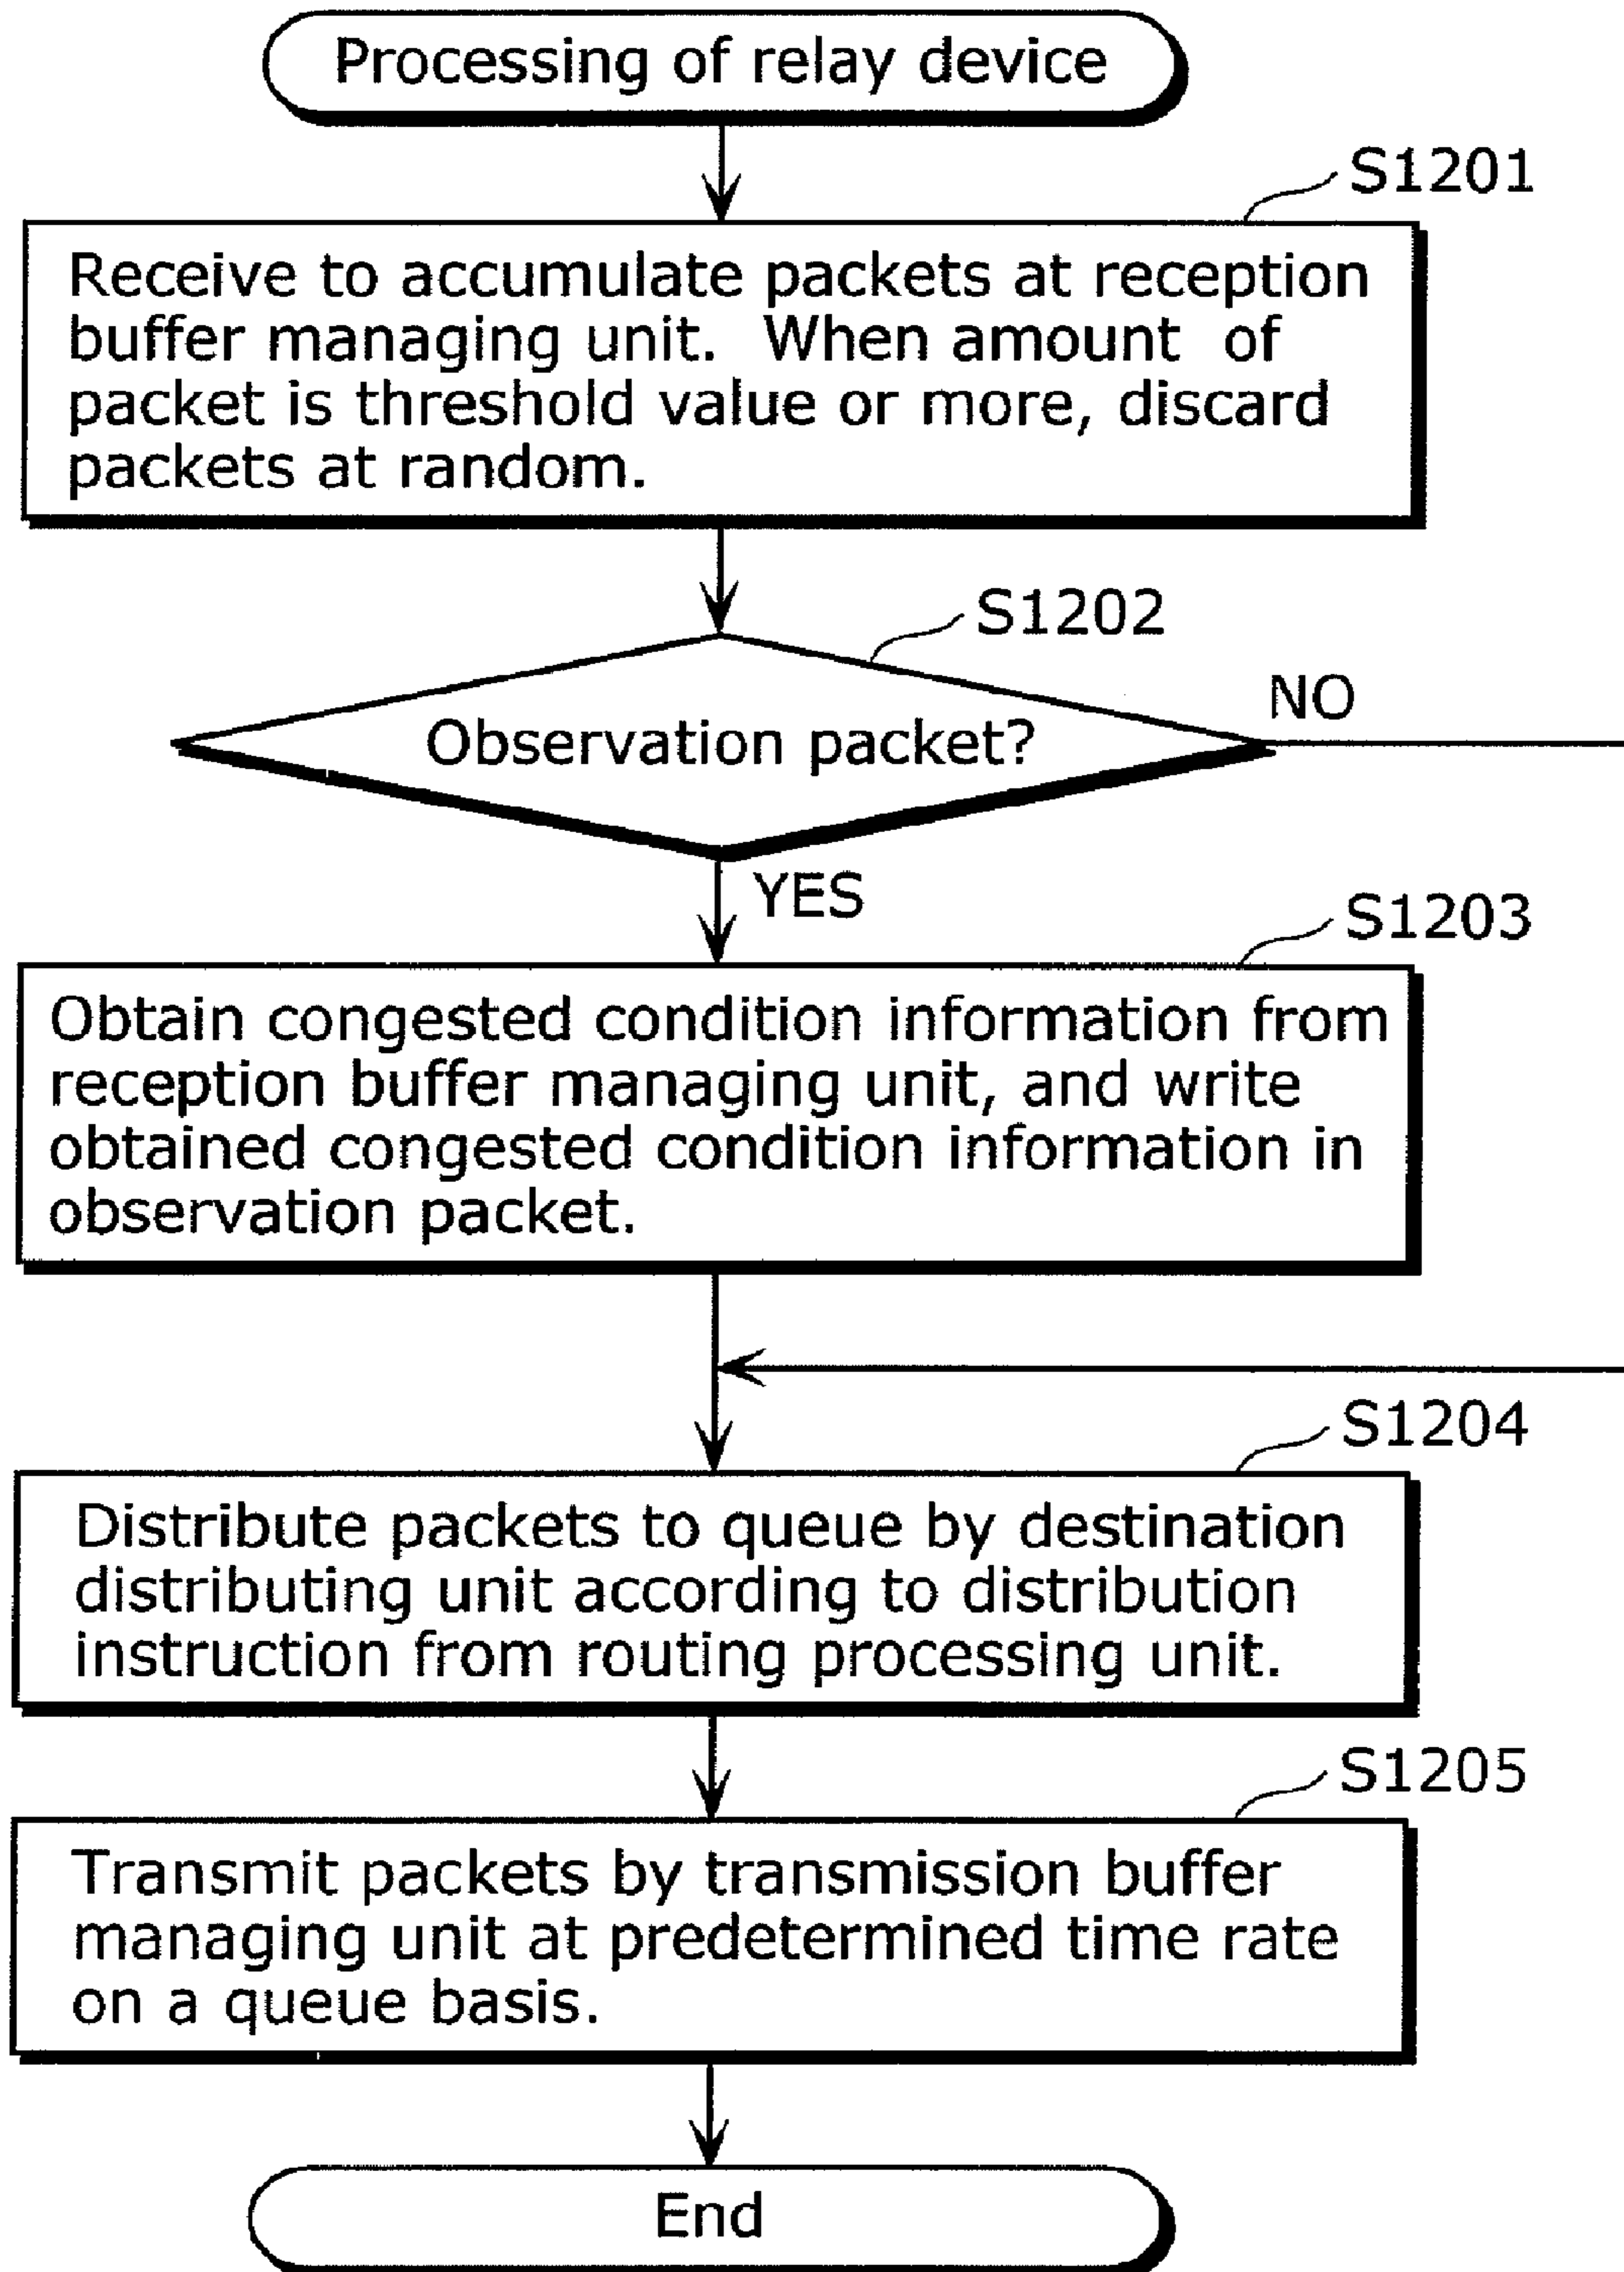 Processing of relay device
S1201
Receive to accumulate packets at reception
buffer managing unit. When amount of
packet is threshold value or more, discard
packets at random.
S1202
Observation packet?
NO
YES
S1203
Obtain congested condition information from
reception buffer managing unit, and write
obtained congested condition information in
observation packet.
S1204
Distribute packets to queue by destination
distributing unit according to distribution
instruction from routing processing unit.
S1205
Transmit packets by transmission buffer
managing unit at predetermined time rate
on a queue basis.
End